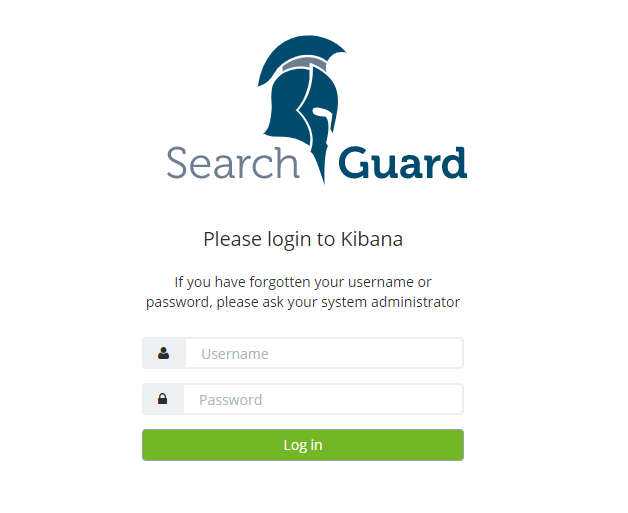 Search Guard
Please login to Kibana
If you have forgotten your username or
password, please ask your system administrator
Username
Password
Log in